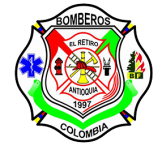 BOMBEROS
EL RETIRO
ANTIOQUIA
1997
COLOMBIA